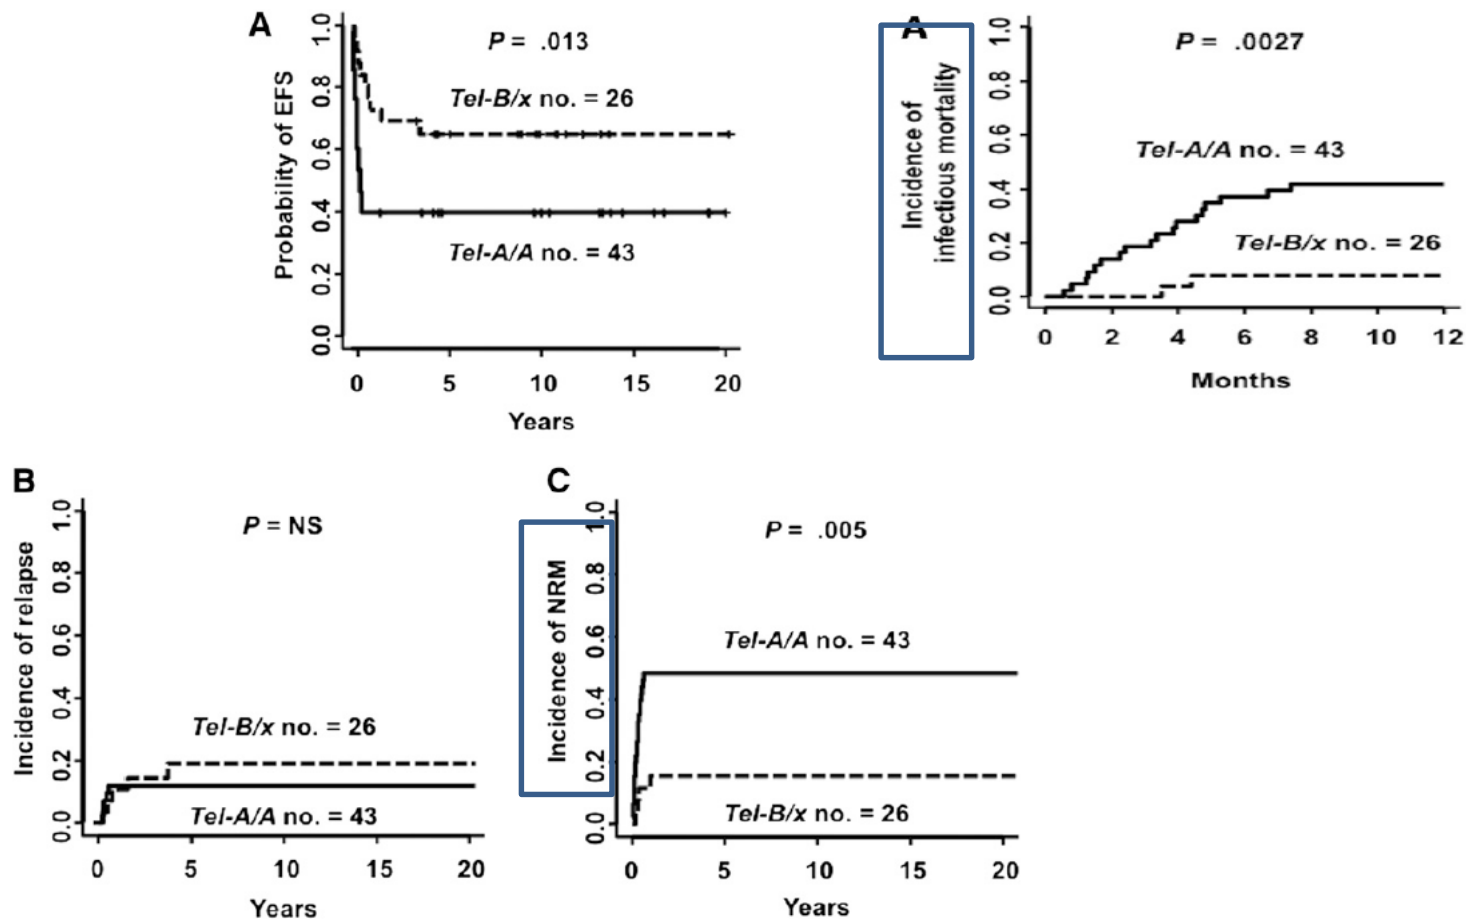 A
P = .013
Tel-B/x no. = 26
Tel-A/A no. = 43
Probability of EFS
0.0 0.2 0.4 0.6 0.8 1.0
0 5 10 15 20
Years
A
P = .0027
Tel-A/A no. = 43
Tel-B/x no. = 26
Incidence of
infectious mortality
0.0 0.2 0.4 0.6 0.8 1.0
0 2 4 6 8 10 12
Months
B
P = NS
Tel-B/x no. = 26
Tel-A/A no. = 43
Incidence of relapse
0.0 0.2 0.4 0.6 0.8 1.0
0 5 10 15 20
Years
C
P = .005
Tel-A/A no. = 43
Tel-B/x no. = 26
Incidence of NRM
0.0 0.2 0.4 0.6 0.8 1.0
0 5 10 15 20
Years